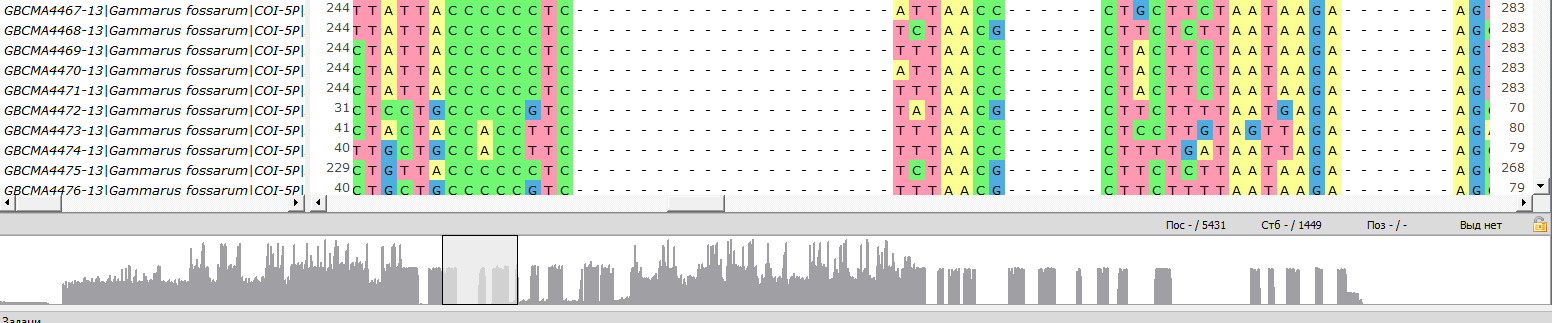 GBCMA4467-13|Gammarus fossarum|COI-5P| 244 T T A T T A C C C C C C T C - - - - - - - - - - - - - - - - - - - - A T T A A C C - - - - - - C T G C T T C T A A T A A G A - - - - - - - A G T 283
GBCMA4468-13|Gammarus fossarum|COI-5P| 244 T T A T T A C C C C C C T C - - - - - - - - - - - - - - - - - - - - T C T A A C G - - - - - - C T T C T C T T A A T A A G A - - - - - - - A G 283
GBCMA4469-13|Gammarus fossarum|COI-5P| 244 C T A T T A C C C C C C T C - - - - - - - - - - - - - - - - - - - - T T T A A C C - - - - - - C T A C T T C T A A T A A G A - - - - - - - A G 283
GBCMA4470-13|Gammarus fossarum|COI-5P| 244 C T A T T A C C C C C C T C - - - - - - - - - - - - - - - - - - - - A T T A A C C - - - - - - C T A C T T C T A A T A A G A - - - - - - - A G 283
GBCMA4471-13|Gammarus fossarum|COI-5P| 244 C T A T T A C C C C C C T C - - - - - - - - - - - - - - - - - - - - T T T A A C C - - - - - - C T A C T T C T A A T A A G A - - - - - - - A G 283
GBCMA4472-13|Gammarus fossarum|COI-5P| 31 C T C C T G C C C C C G T C - - - - - - - - - - - - - - - - - - - - T A T A A C G - - - - - - C T T C T T T T A A T G A G A - - - - - - - A G 70
GBCMA4473-13|Gammarus fossarum|COI-5P| 41 C T A C T A C C A C C T T C - - - - - - - - - - - - - - - - - - - - T T T A A C C - - - - - - C T C C T T G T A G T T A G A - - - - - - - A G 80
GBCMA4474-13|Gammarus fossarum|COI-5P| 40 T T G C T G C C A C C T T C - - - - - - - - - - - - - - - - - - - - T T T A A C C - - - - - - C T T T T G A T A A T T A G A - - - - - - - A G 79
GBCMA4475-13|Gammarus fossarum|COI-5P| 229 C T G T T A C C C C C C T C - - - - - - - - - - - - - - - - - - - - T C T A A C G - - - - - - C T T C T C T T A A T A A G A - - - - - - - A G 268
GBCMA4476-13|Gammarus fossarum|COI-5P| 40 C T G C T G C C C C C G T C - - - - - - - - - - - - - - - - - - - - T T T A A C G - - - - - - C T T C T T T T A A T A A G A - - - - - - - A G 79
Пос - / 5431 Стб - / 1449 Поз - / - Выд нет
Задачи